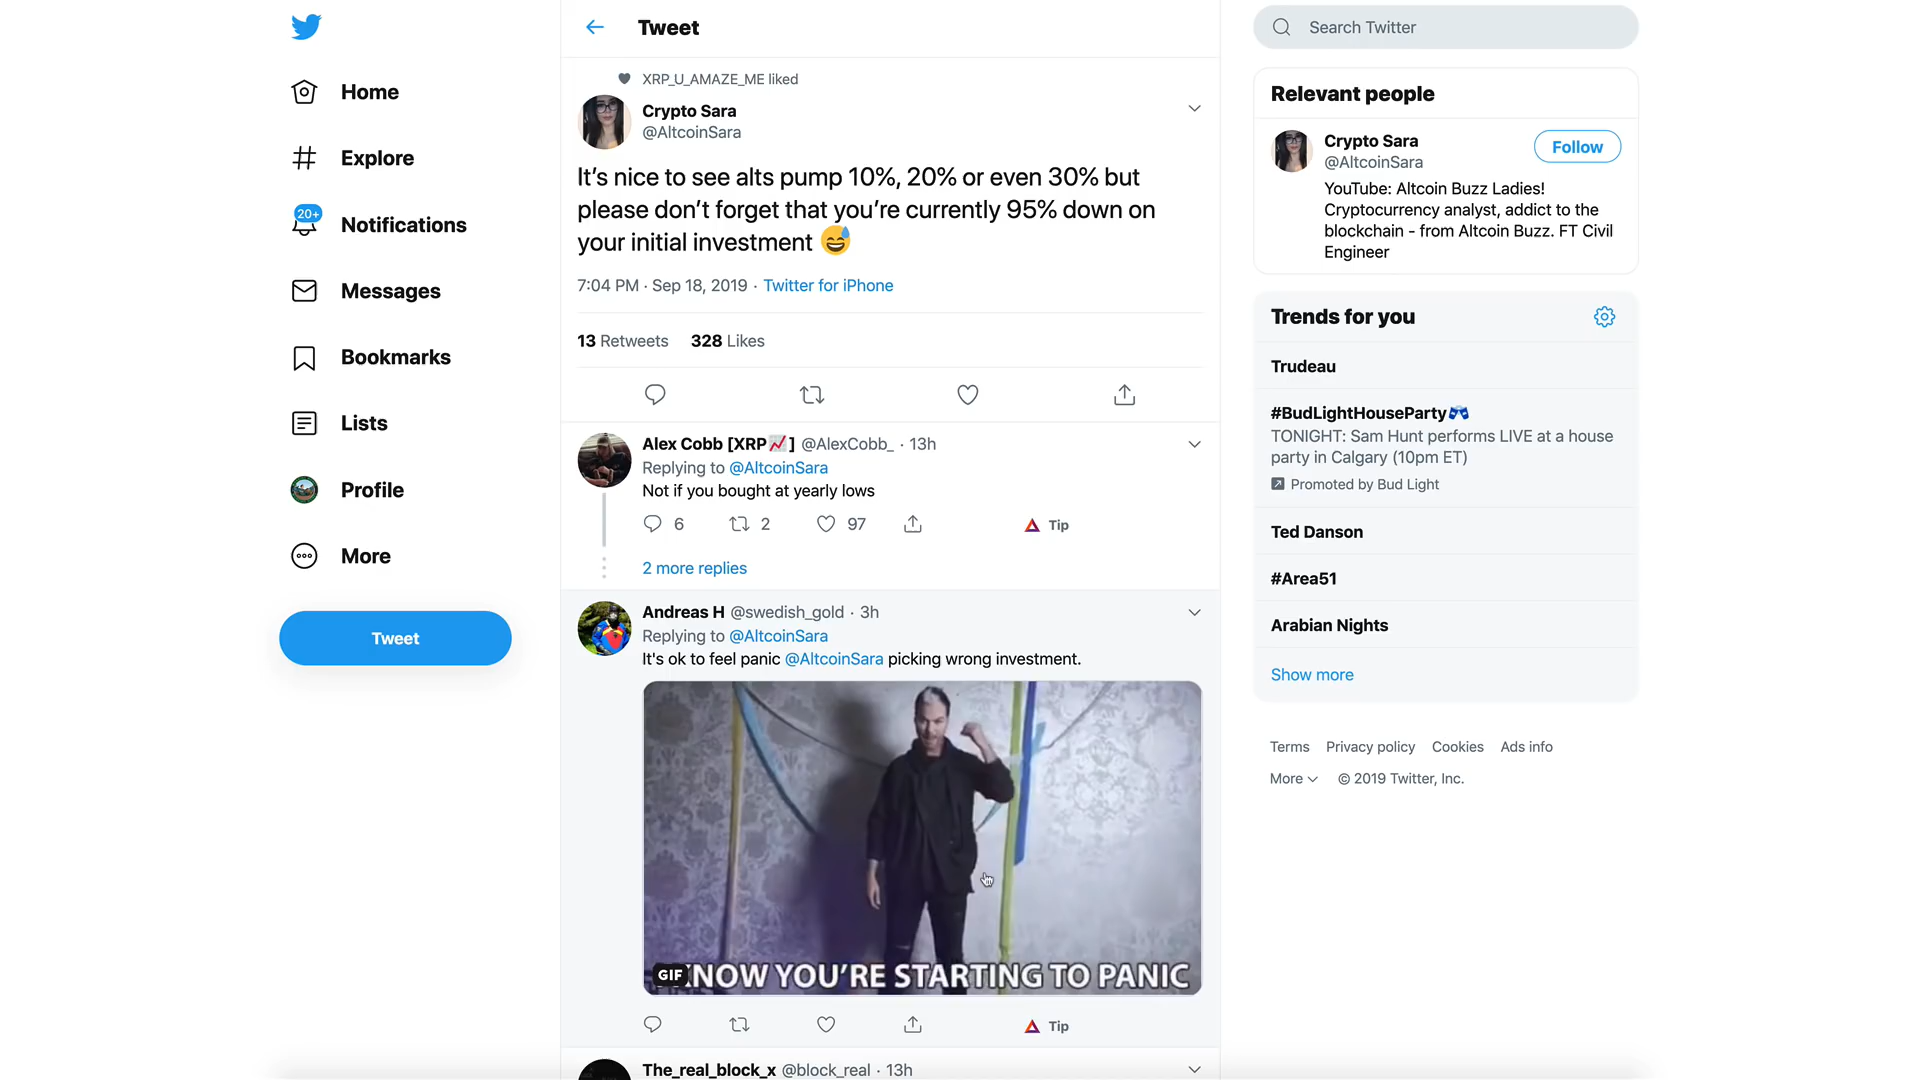 Tweet
Search Twitter
Home
Explore
20+
Notifications
Messages
Bookmarks
Lists
Profile
More
Tweet
XRP_U_AMAZE_ME liked
Crypto Sara
@AltcoinSara
It’s nice to see alts pump 10%, 20% or even 30% but
please don’t forget that you’re currently 95% down on
your initial investment 😅
7:04 PM · Sep 18, 2019 · Twitter for iPhone
13 Retweets 328 Likes
Alex Cobb [XRP📈] @AlexCobb_ · 13h
Replying to @AltcoinSara
Not if you bought at yearly lows
6 2 97 Tip
2 more replies
Andreas H @swedish_gold · 3h
Replying to @AltcoinSara
It's ok to feel panic @AltcoinSara picking wrong investment.
GIF
KNOW YOU'RE STARTING TO PANIC
Tip
The_real_block_x @block_real · 13h
Relevant people
Crypto Sara
@AltcoinSara
Follow
YouTube: Altcoin Buzz Ladies!
Cryptocurrency analyst, addict to the
blockchain - from Altcoin Buzz. FT Civil
Engineer
Trends for you
Trudeau
#BudLightHouseParty🍻
TONIGHT: Sam Hunt performs LIVE at a house
party in Calgary (10pm ET)
Promoted by Bud Light
Ted Danson
#Area51
Arabian Nights
Show more
Terms Privacy policy Cookies Ads info
More © 2019 Twitter, Inc.